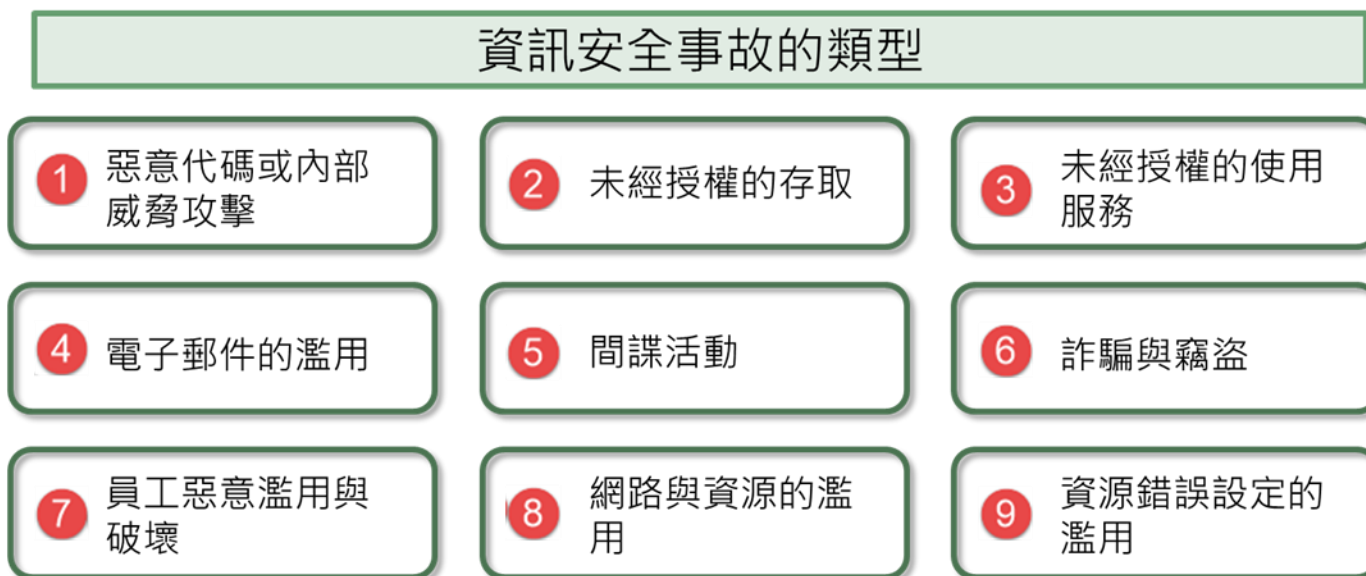 資訊安全事故的類型
1 惡意代碼或內部
威脅攻擊
2 未經授權的存取
3 未經授權的使用
服務
4 電子郵件的濫用
5 間諜活動
6 詐騙與竊盜
7 員工惡意濫用與
破壞
8 網路與資源的濫
用
9 資源錯誤設定的
濫用